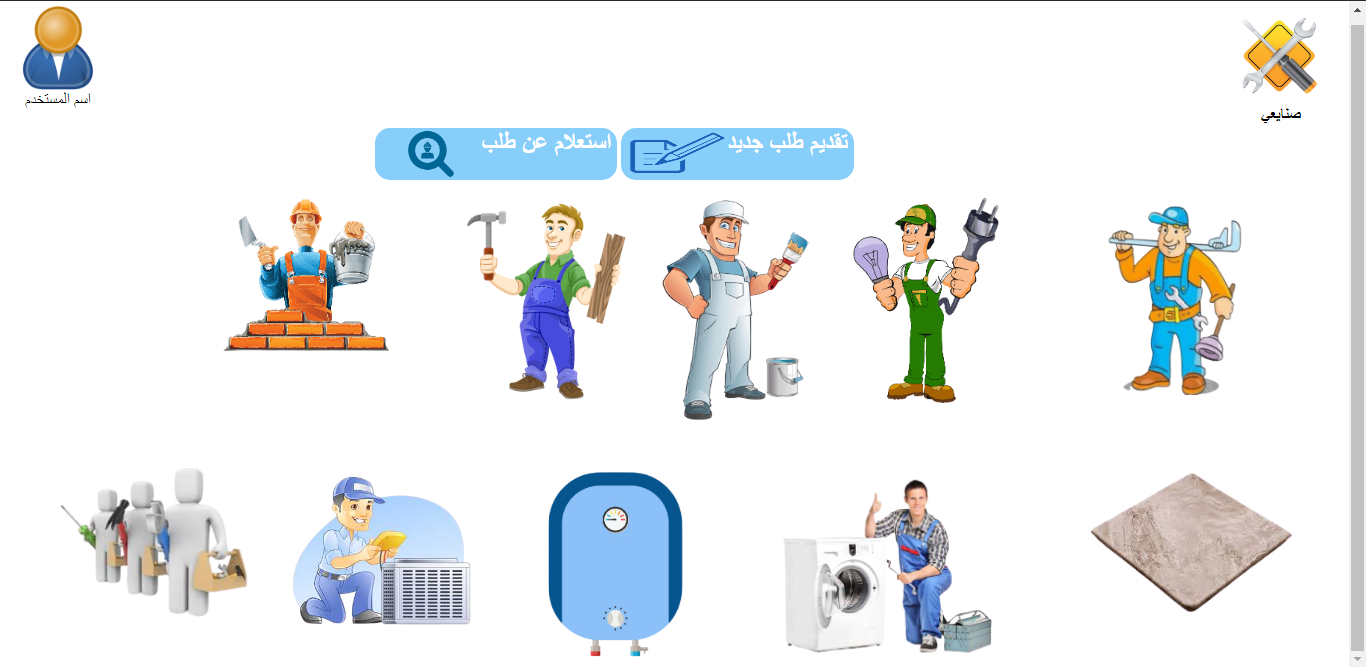 صنايعي
اسم المستخدم
تقديم طلب جديد
استعلام عن طلب